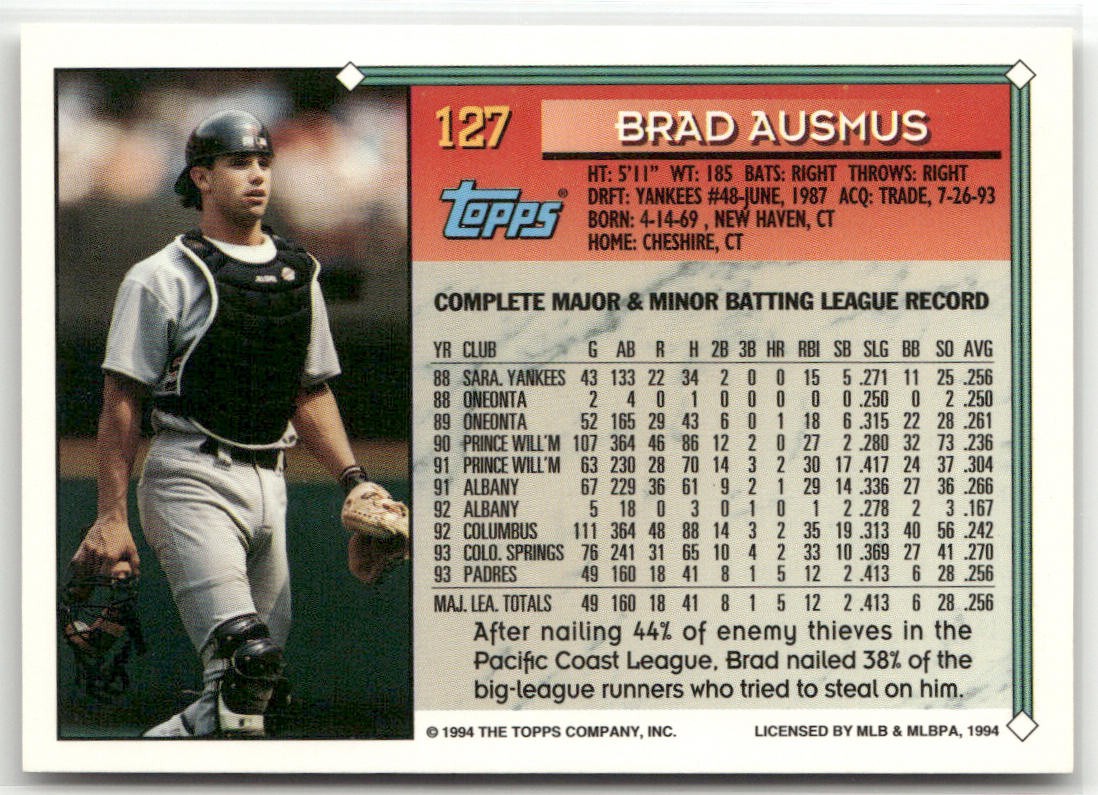 127 BRAD AUSMUS
TOPPS®
HT: 5'11" WT: 185 BATS: RIGHT THROWS: RIGHT
DRFT: YANKEES #48-JUNE, 1987 ACQ: TRADE, 7-26-93
BORN: 4-14-69 , NEW HAVEN, CT
HOME: CHESHIRE, CT
COMPLETE MAJOR & MINOR BATTING LEAGUE RECORD
YR CLUB G AB R H 2B 3B HR RBI SB SLG BB SO AVG
88 SARA. YANKEES 43 133 22 34 2 0 0 15 5 .271 11 25 .256
88 ONEONTA 2 4 0 1 0 0 0 0 0 .250 0 2 .250
89 ONEONTA 52 165 29 43 6 0 1 18 6 .315 22 28 .261
90 PRINCE WILL'M 107 364 46 86 12 2 0 27 2 .280 32 73 .236
91 PRINCE WILL'M 63 230 28 70 14 3 2 30 17 .417 24 37 .304
91 ALBANY 67 229 36 61 9 2 1 29 14 .336 27 36 .266
92 ALBANY 5 18 0 3 0 1 0 1 2 .278 2 3 .167
92 COLUMBUS 111 364 48 88 14 3 2 35 19 .313 40 56 .242
93 COLO. SPRINGS 76 241 31 65 10 4 2 33 10 .369 27 41 .270
93 PADRES 49 160 18 41 8 1 5 12 2 .413 6 28 .256
MAJ. LEA. TOTALS 49 160 18 41 8 1 5 12 2 .413 6 28 .256
After nailing 44% of enemy thieves in the
Pacific Coast League, Brad nailed 38% of the
big-league runners who tried to steal on him.
© 1994 THE TOPPS COMPANY, INC. LICENSED BY MLB & MLBPA, 1994